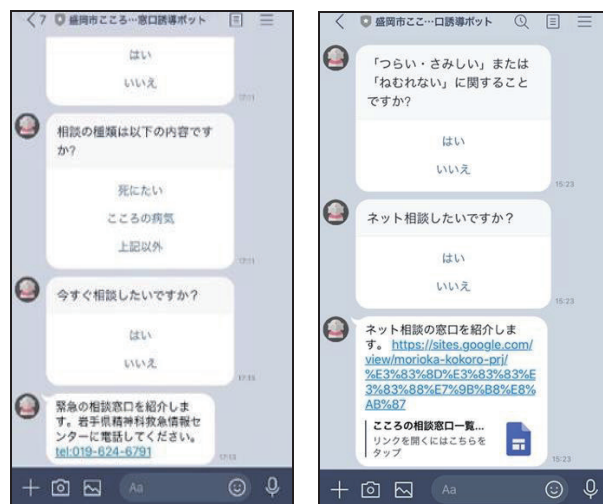 7 盛岡市こころ…窓口誘導ボット
はい
いいえ
相談の種類は以下の内容です
か?
死にたい
こころの病気
上記以外
今すぐ相談したいですか?
はい
いいえ
17:13
緊急の相談窓口を紹介しま
す。岩手県精神科救急情報セ
ンターに電話してください。
tel:019-624-6791
17:13
Aa
盛岡市ここ…口誘導ボット
「つらい・さみしい」または
「ねむれない」に関すること
ですか?
はい
いいえ
15:23
ネット相談したいですか?
はい
いいえ
15:23
ネット相談の窓口を紹介しま
す。 https://sites.google.com/
view/morioka-kokoro-prj/
%E3%83%8D%E3%83%83%E
3%83%88%E7%9B%B8%E8%
AB%87
こころの相談窓口一覧...
リンクを開くにはこちらを
タップ
15:23
Aa